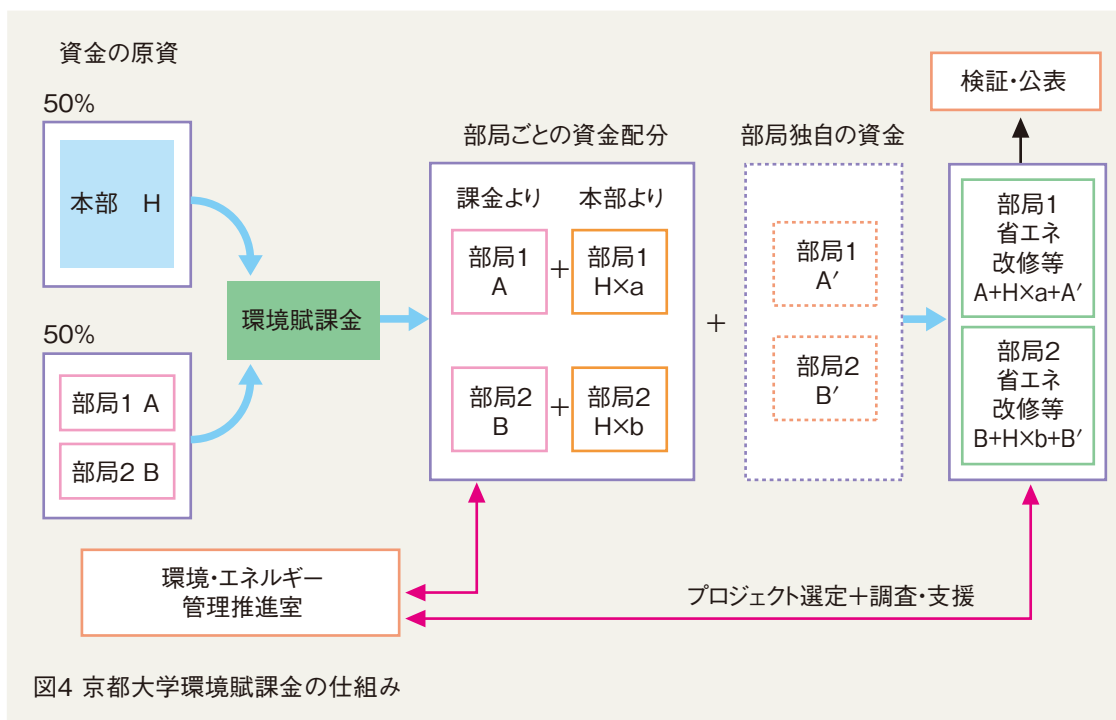 資金の原資
50%
本部 H
50%
部局1 A
部局2 B
環境賦課金
部局ごとの資金配分
課金より
本部より
部局1
A
+
部局1
H×a
部局2
B
+
部局2
H×b
+
部局独自の資金
部局1
A′
部局2
B′
検証・公表
部局1
省エネ
改修等
A+H×a+A′
部局2
省エネ
改修等
B+H×b+B′
環境・エネルギー
管理推進室
プロジェクト選定+調査・支援
図4 京都大学環境賦課金の仕組み